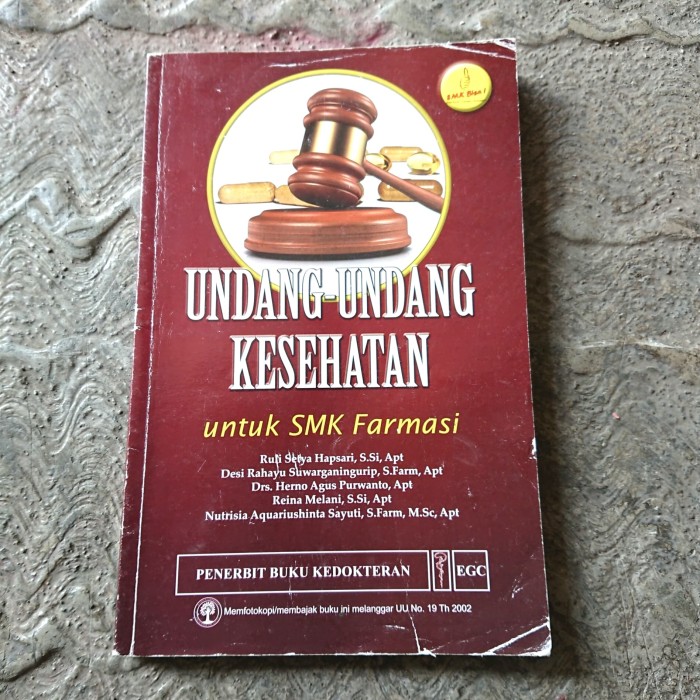 SMK Bisa!
UNDANG-UNDANG
KESEHATAN
untuk SMK Farmasi
Ruli Setya Hapsari, S.Si, Apt
Desi Rahayu Suwarganingurip, S.Farm, Apt
Drs. Herno Agus Purwanto, Apt
Reina Melani, S.Si, Apt
Nutrisia Aquariushinta Sayuti, S.Farm, M.Sc, Apt
PENERBIT BUKU KEDOKTERAN EGC
Memfotokopi/membajak buku ini melanggar UU No. 19 Th 2002